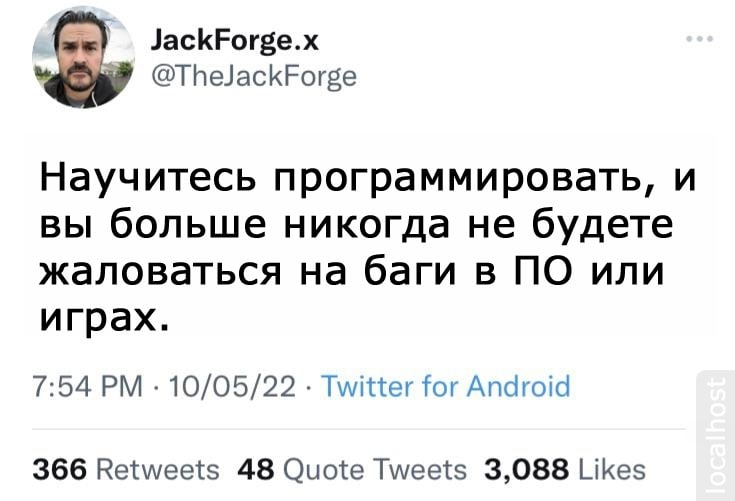 JackForge.x
@TheJackForge
Научитесь программировать, и
вы больше никогда не будете
жаловаться на баги в ПО или
играх.
7:54 PM · 10/05/22 · Twitter for Android
366 Retweets 48 Quote Tweets 3,088 Likes
localhost